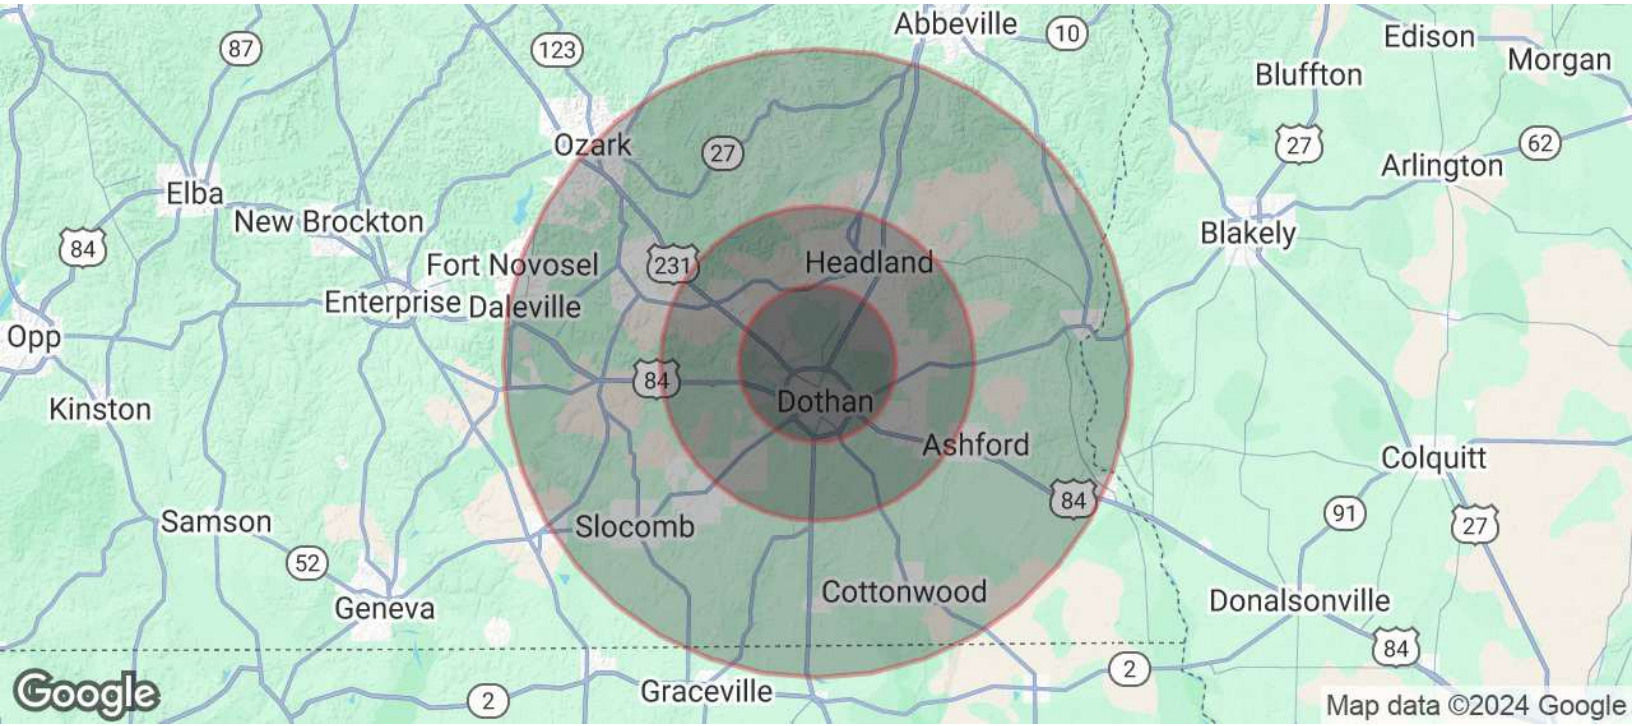 Abbeville
10
Edison
87
123
Morgan
Bluffton
Ozark
27
27
62
Arlington
Elba
New Brockton
Blakely
84
Fort Novosel
231
Headland
Enterprise
Daleville
Opp
84
Kinston
Dothan
Ashford
Colquitt
84
91
Samson
Slocomb
27
52
Geneva
Cottonwood
Donalsonville
84
2
Graceville
2
Google
Map data ©2024 Google